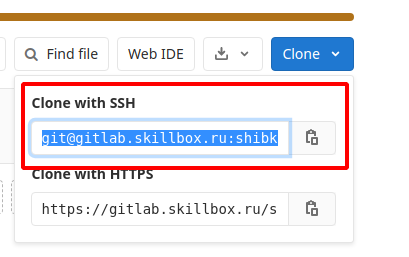 Find file Web IDE Clone
Clone with SSH
git@gitlab.skillbox.ru:shibk
Clone with HTTPS
https://gitlab.skillbox.ru/s